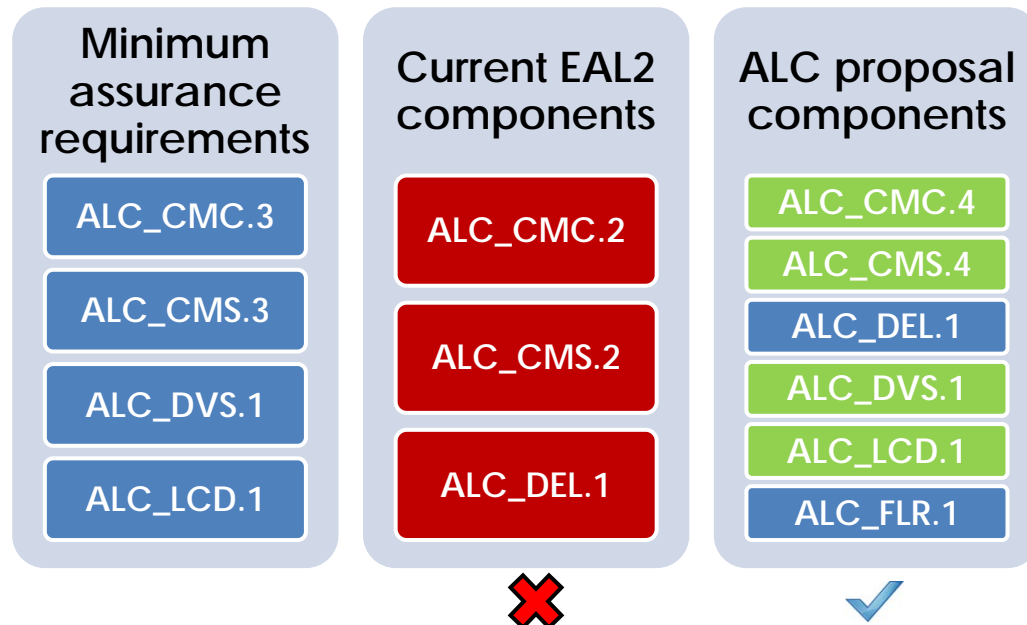 Minimum
assurance
requirements
ALC_CMC.3
ALC_CMS.3
ALC_DVS.1
ALC_LCD.1
Current EAL2
components
ALC_CMC.2
ALC_CMS.2
ALC_DEL.1
ALC proposal
components
ALC_CMC.4
ALC_CMS.4
ALC_DEL.1
ALC_DVS.1
ALC_LCD.1
ALC_FLR.1